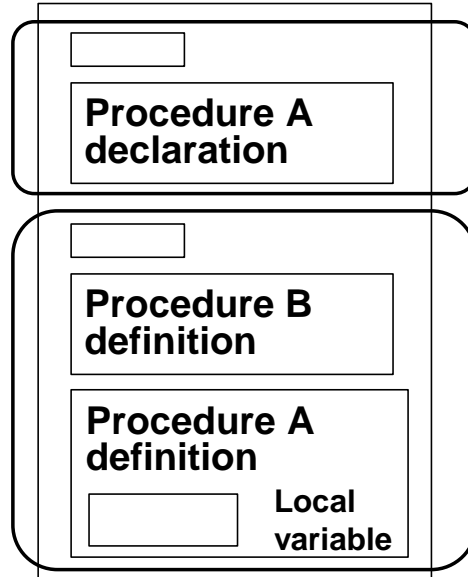 Procedure A
declaration
Procedure B
definition
Procedure A
definition
Local
variable